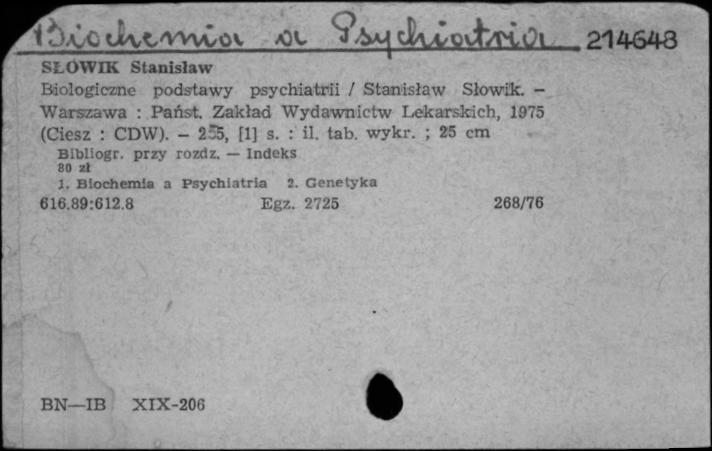 Biochemia a Psychiatria 214648
SŁOWIK Stanisław
Biologiczne podstawy psychiatrii / Stanisław Słowik. —
Warszawa : Państ. Zakład Wydawnictw Lekarskich, 1975
(Ciesz : CDW). — 255, [1] s. : il. tab. wykr. ; 25 cm
Bibliogr. przy rozdz. — Indeks
80 zł
1. Biochemia a Psychiatria 2. Genetyka
616.89:612.8 Egz. 2725 268/76
BN—IB XIX-206